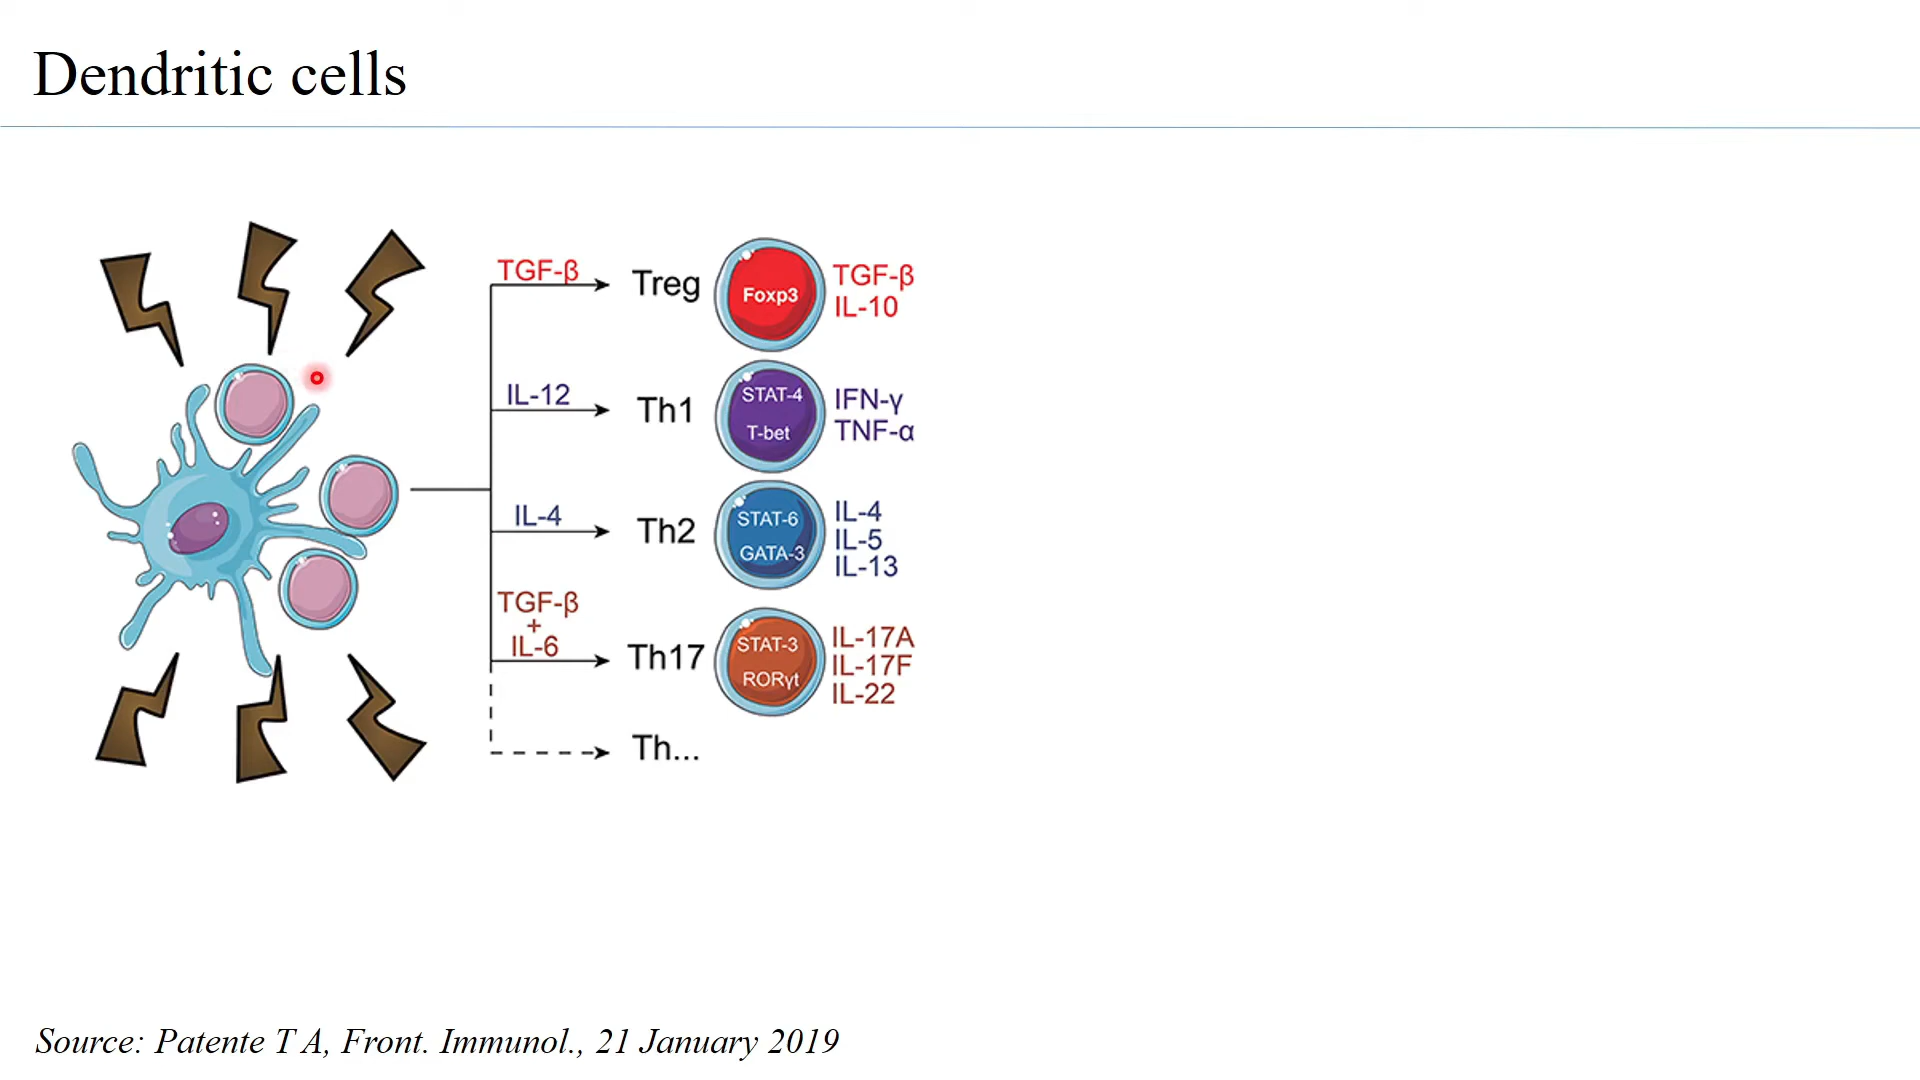 Dendritic cells
TGF-β
Treg
Foxp3
TGF-β
IL-10
IL-12
Th1
STAT-4
T-bet
IFN-γ
TNF-α
IL-4
Th2
STAT-6
GATA-3
IL-4
IL-5
IL-13
TGF-β
+
IL-6
Th17
STAT-3
RORγt
IL-17A
IL-17F
IL-22
Th...
Source: Patente T A, Front. Immunol., 21 January 2019